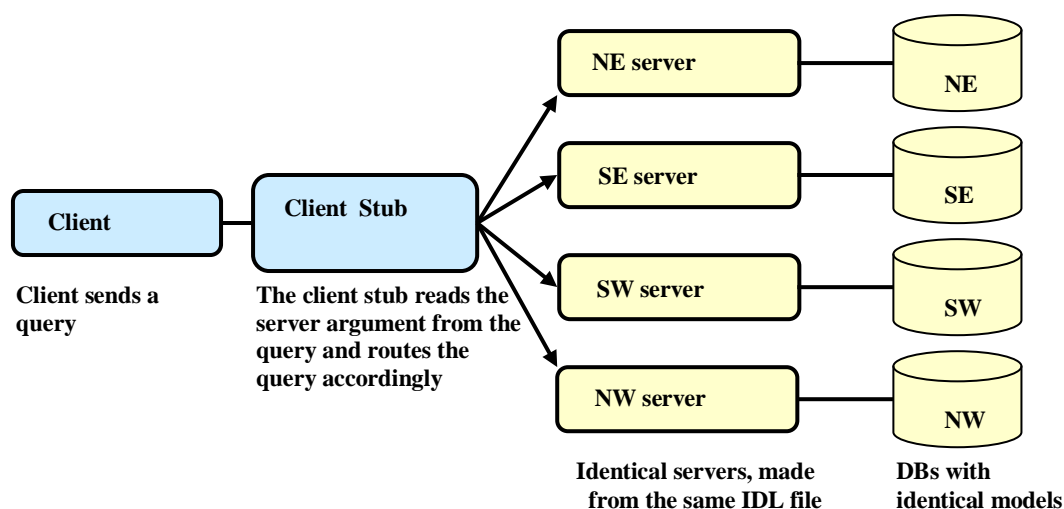 NE server
NE
SE server
SE
Client
Client Stub
SW server
SW
NW server
NW
Client sends a
query
The client stub reads the
server argument from the
query and routes the
query accordingly
Identical servers, made
from the same IDL file
DBs with
identical models